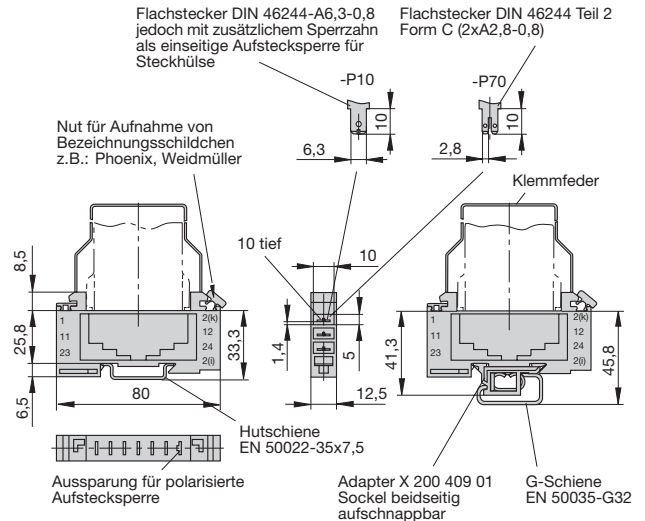 Flachstecker DIN 46244-A6,3-0,8
jedoch mit zusätzlichem Sperrzahn
als einseitige Aufstecksperre für
Steckhülse
Flachstecker DIN 46244 Teil 2
Form C (2xA2,8-0,8)
-P10
-P70
10
10
6,3
2,8
Nut für Aufnahme von
Bezeichnungsschildchen
z.B.: Phoenix, Weidmüller
Klemmfeder
10 tief
10
8,5
25,8
6,5
1
11
23
2(k)
12
24
2(i)
33,3
80
1,4
5
12,5
41,3
1
11
23
2(k)
12
24
2(i)
45,8
Hutschiene
EN 50022-35x7,5
Aussparung für polarisierte
Aufstecksperre
Adapter X 200 409 01
Sockel beidseitig
aufschnappbar
G-Schiene
EN 50035-G32